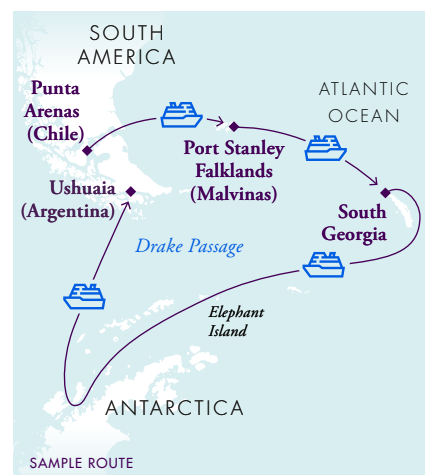 SOUTH
AMERICA
Punta
Arenas
(Chile)
ATLANTIC
OCEAN
Port Stanley
Falklands
(Malvinas)
Ushuaia
(Argentina)
South
Georgia
Drake Passage
Elephant
Island
ANTARCTICA
SAMPLE ROUTE